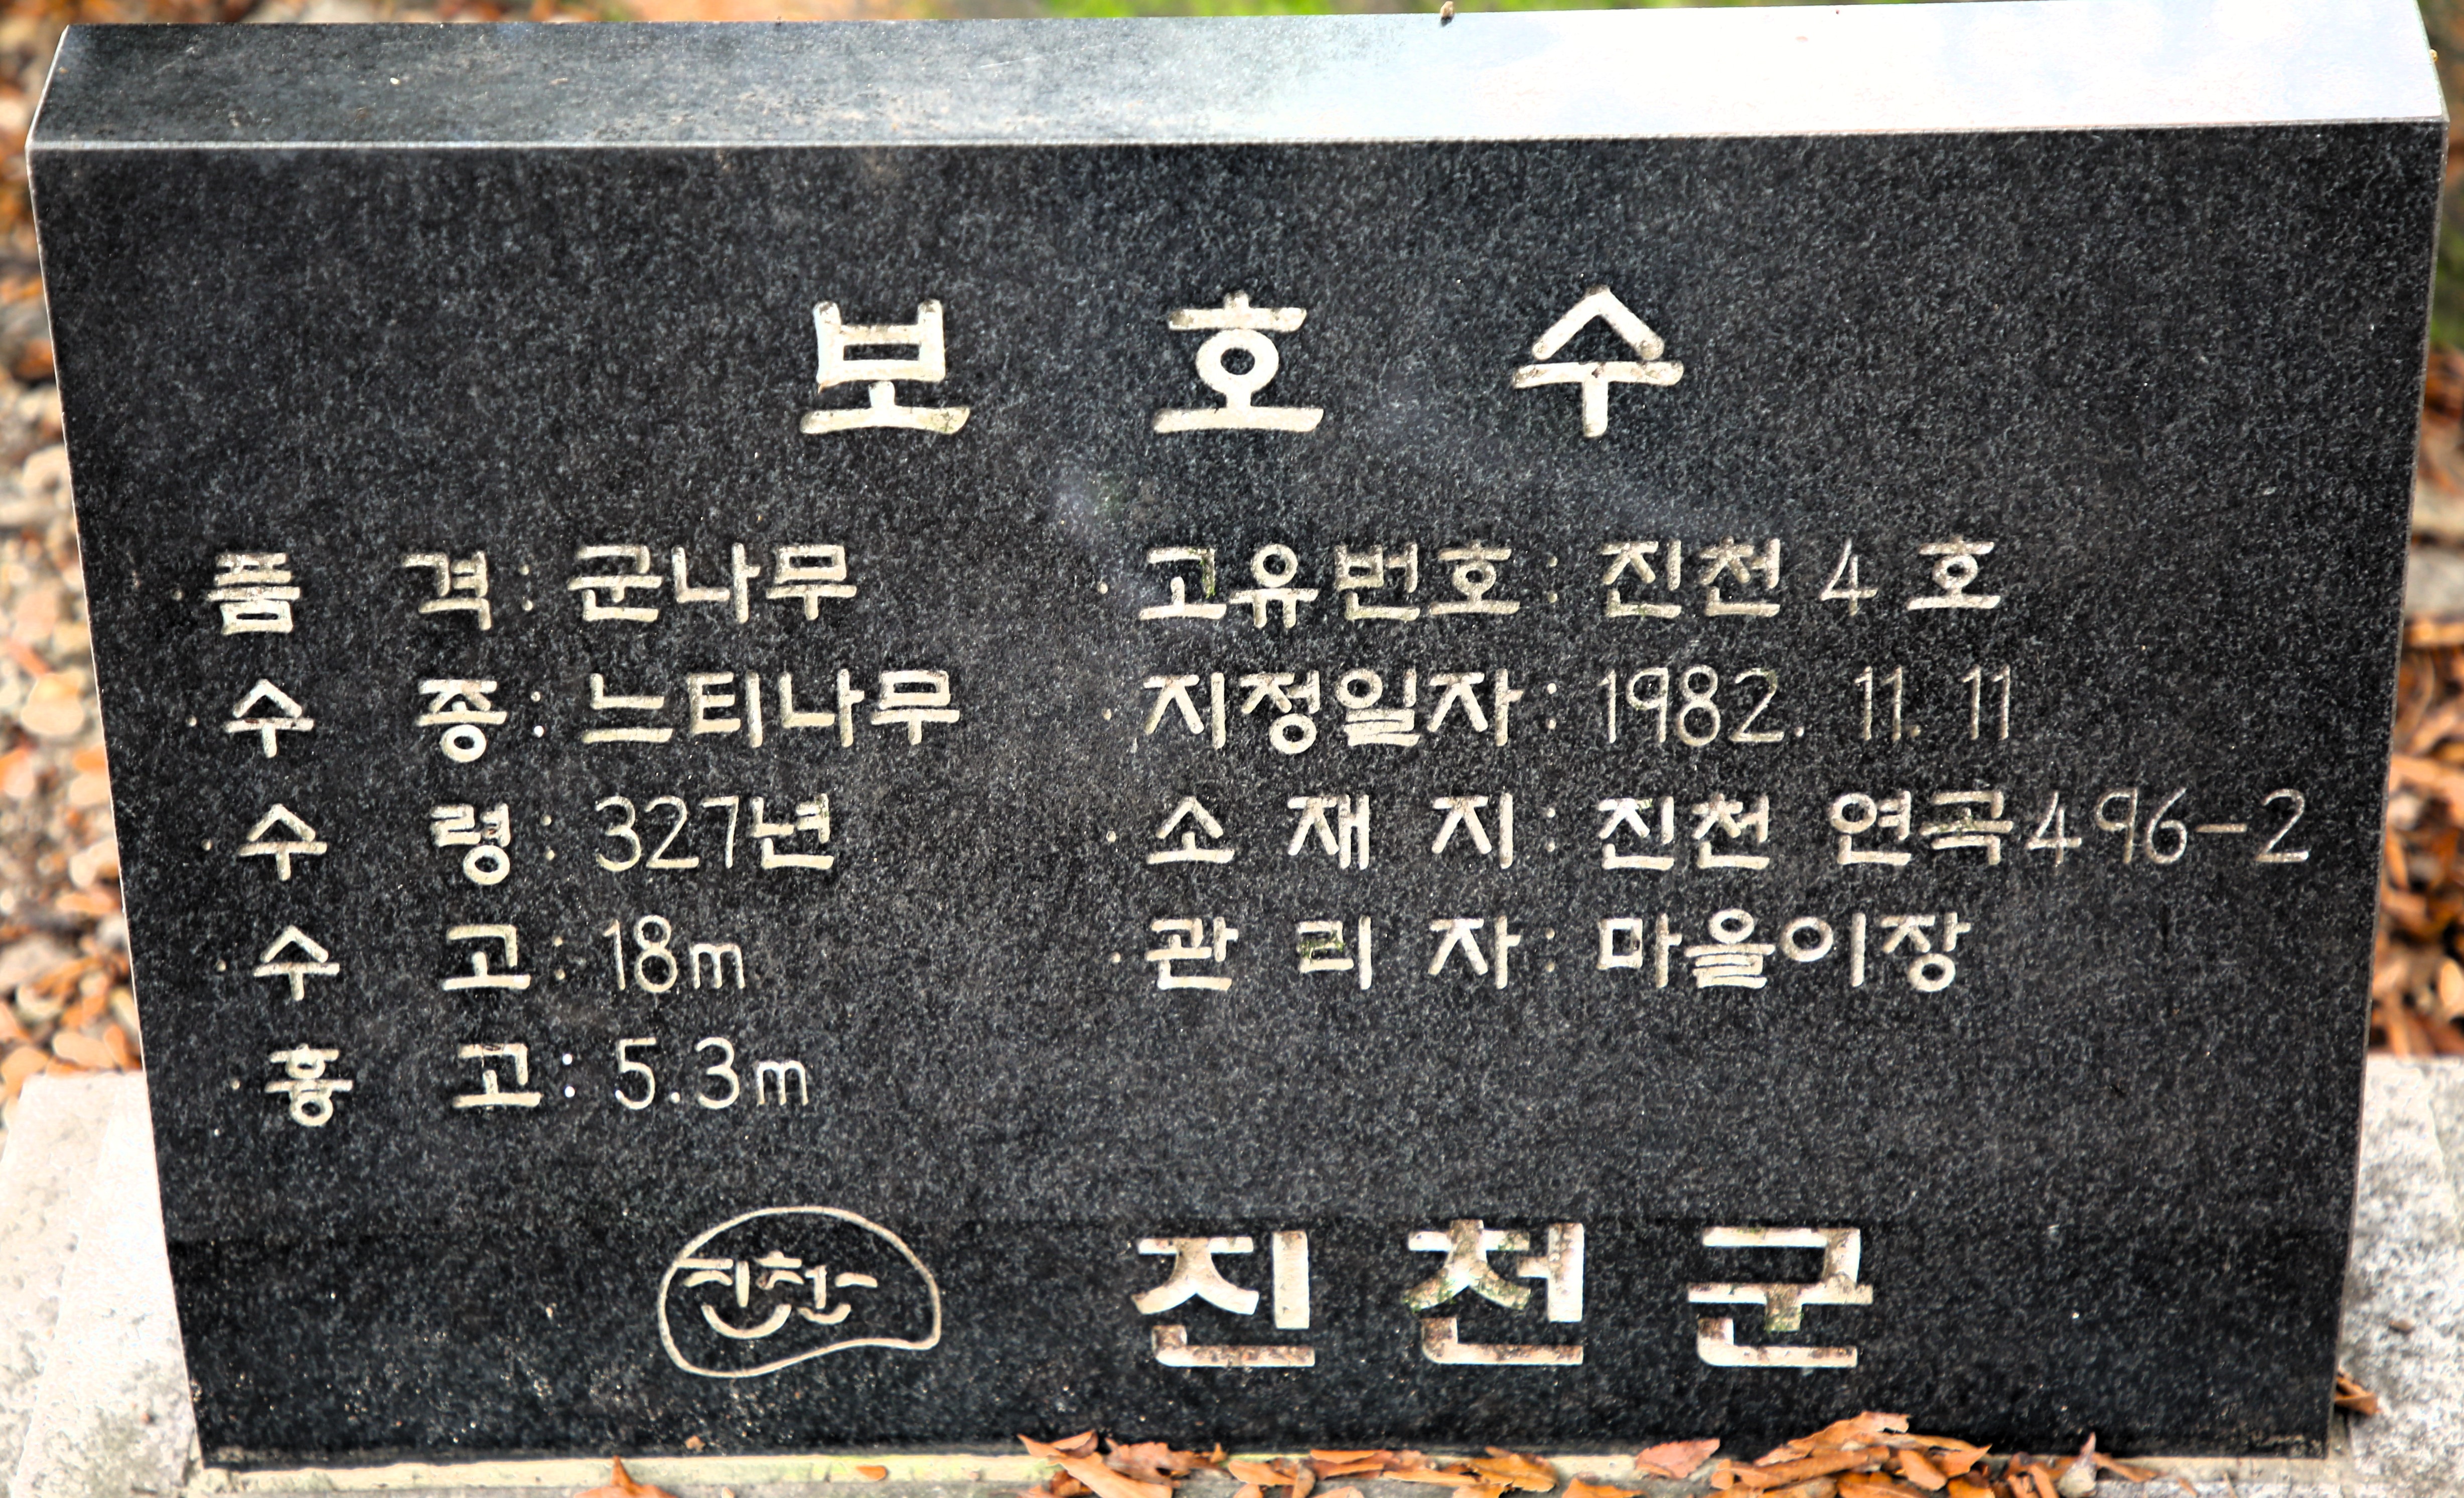 보 호 수
· 품 격 : 군나무
· 수 종 : 느티나무
· 수 령 : 327년
· 수 고 : 18m
· 흉 고 : 5.3m
· 고유번호 : 진천 4 호
· 지정일자 : 1982. 11. 11
· 소 재 지 : 진천 연곡496-2
· 관 리 자 : 마을이장
진천
진 천 군